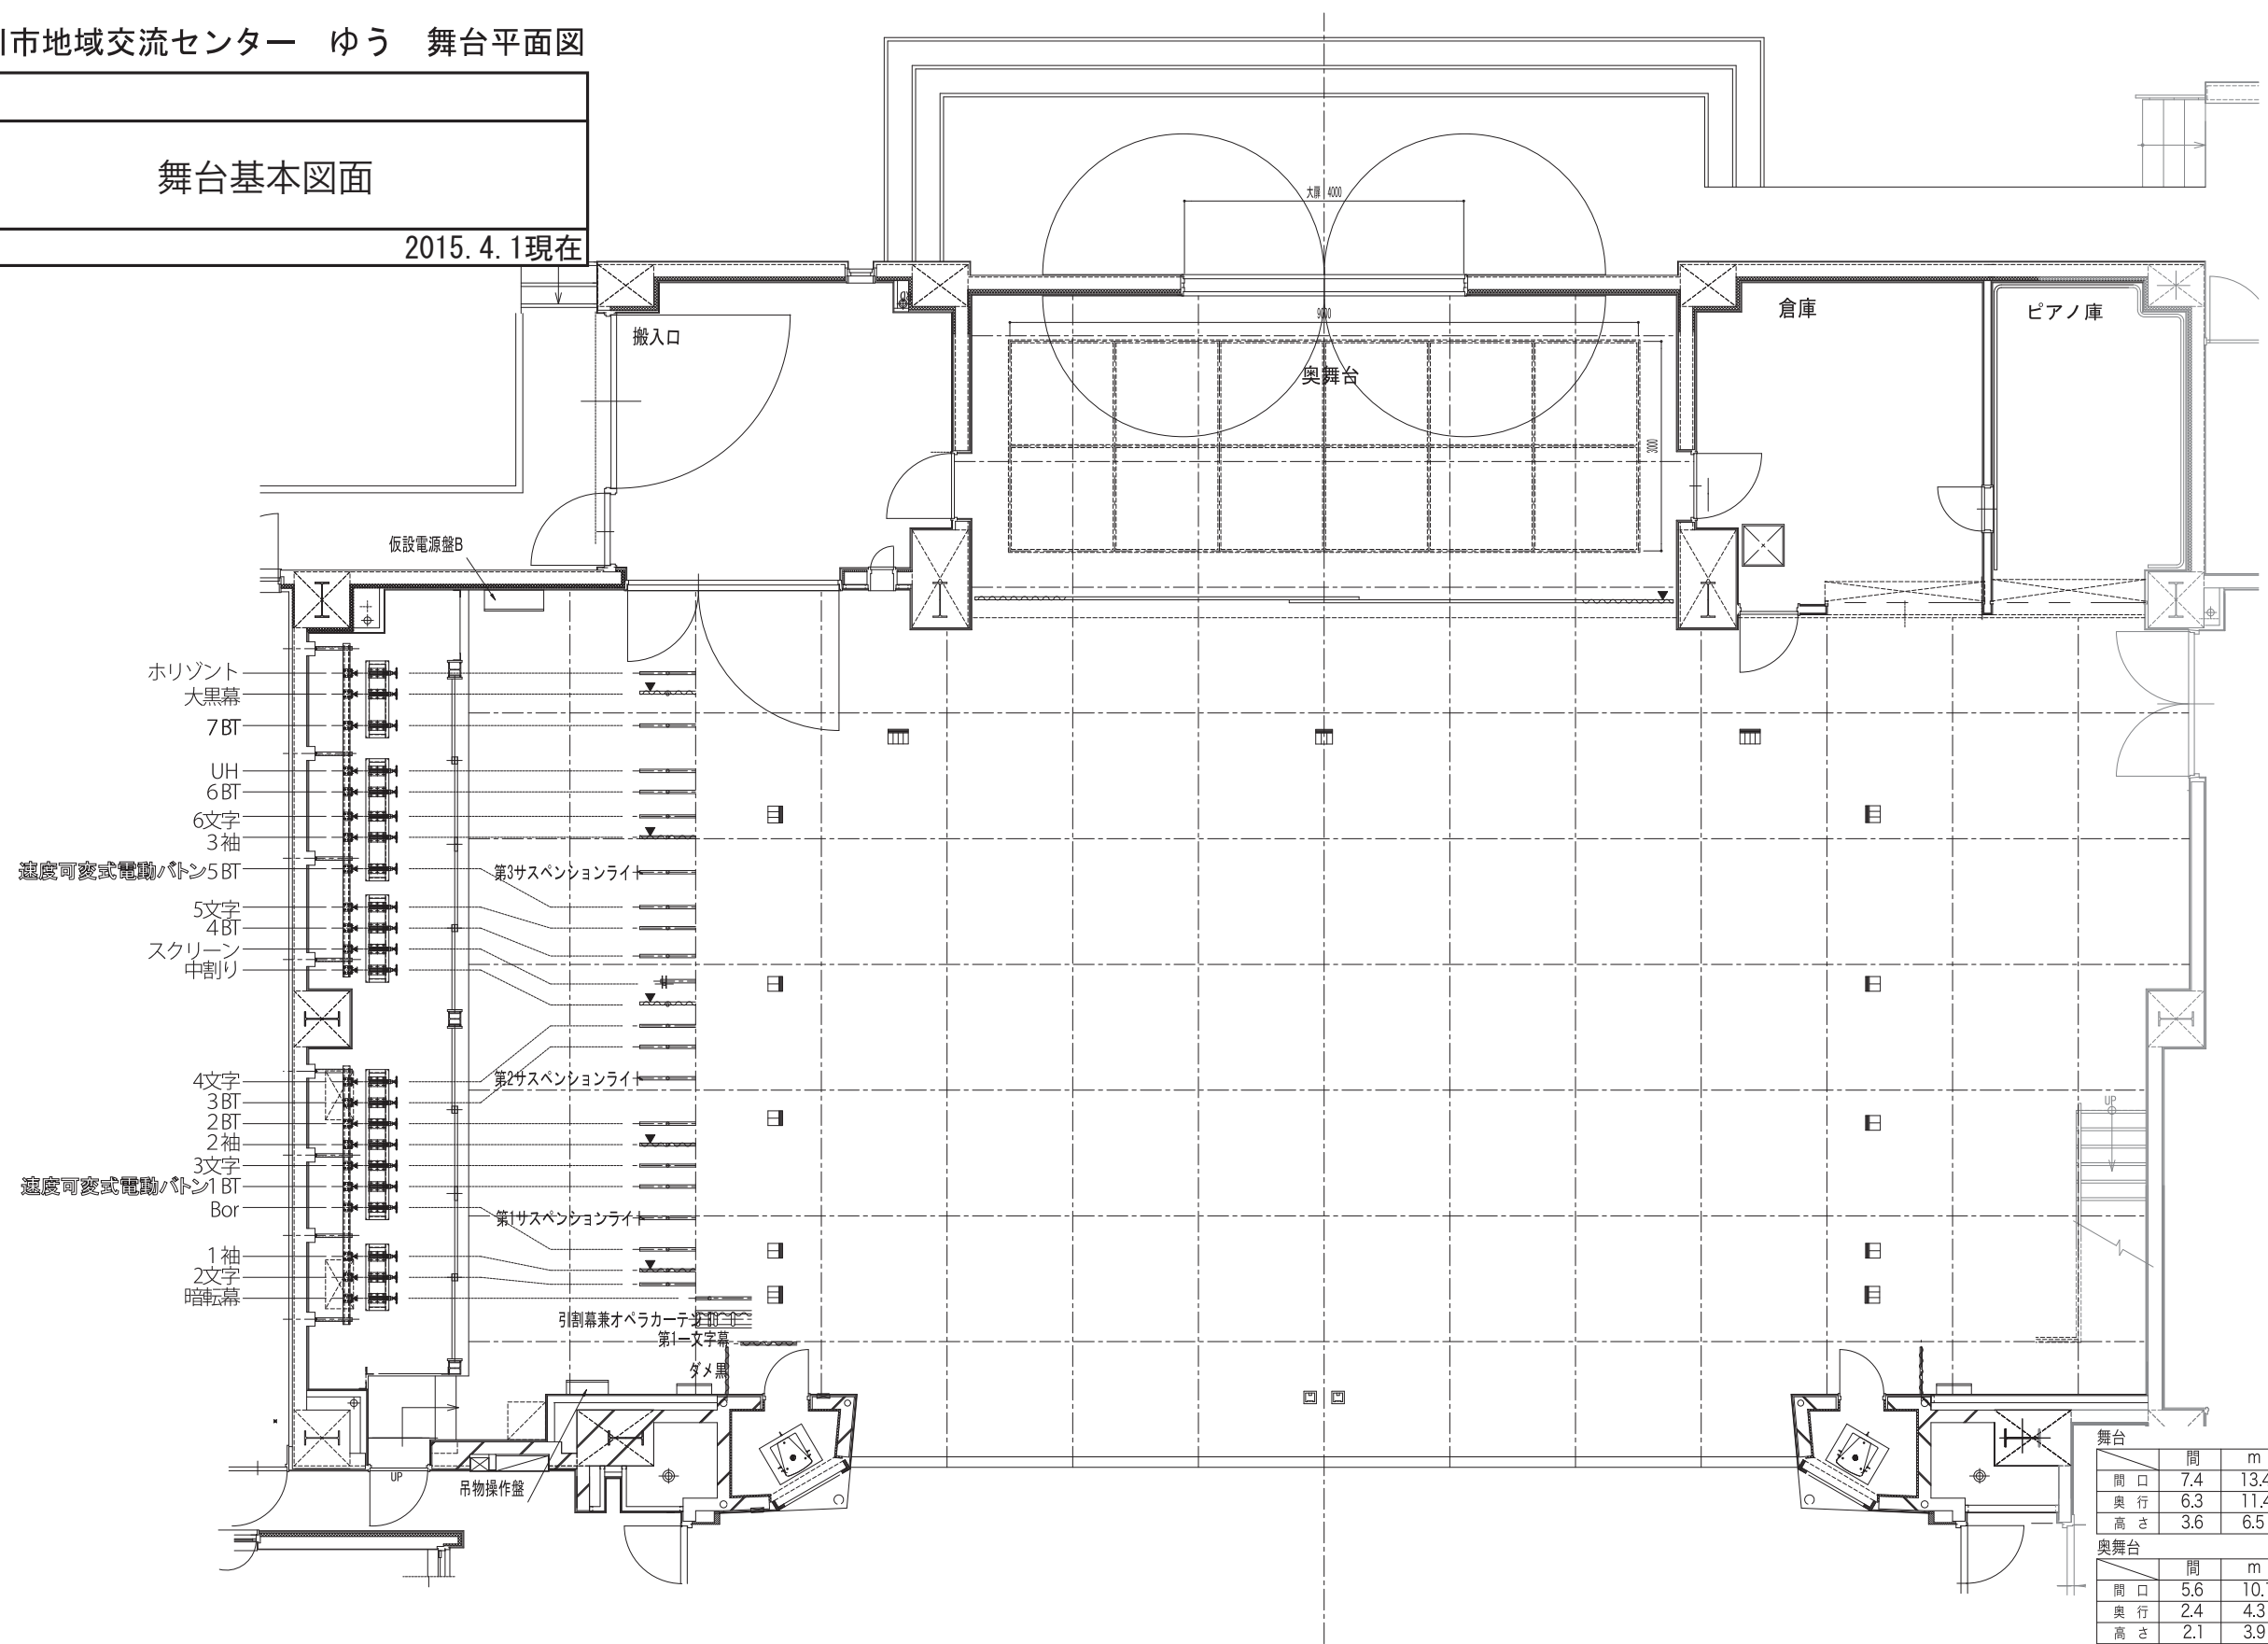 川市地域交流センター　ゆう　舞台平面図
舞台基本図面
2015.4.1現在
大扉 4000
9000
3000
搬入口
奥舞台
倉庫
ピアノ庫
仮設電源盤B
ホリゾント
大黒幕
7BT
UH
6BT
6文字
3袖
速度可変式電動バトン5BT
第3サスペンションライト
5文字
4BT
スクリーン
中割り
4文字
第2サスペンションライト
3BT
2BT
2袖
3文字
速度可変式電動バトン1BT
Bor
第1サスペンションライト
1袖
2文字
暗転幕
引割幕兼オペラカーテン
第1一文字幕
ダメ黒
UP
UP
吊物操作盤
舞台
間 m
間口 7.4 13.4
奥行 6.3 11.4
高さ 3.6 6.5
奥舞台
間 m
間口 5.6 10.
奥行 2.4 4.3
高さ 2.1 3.9